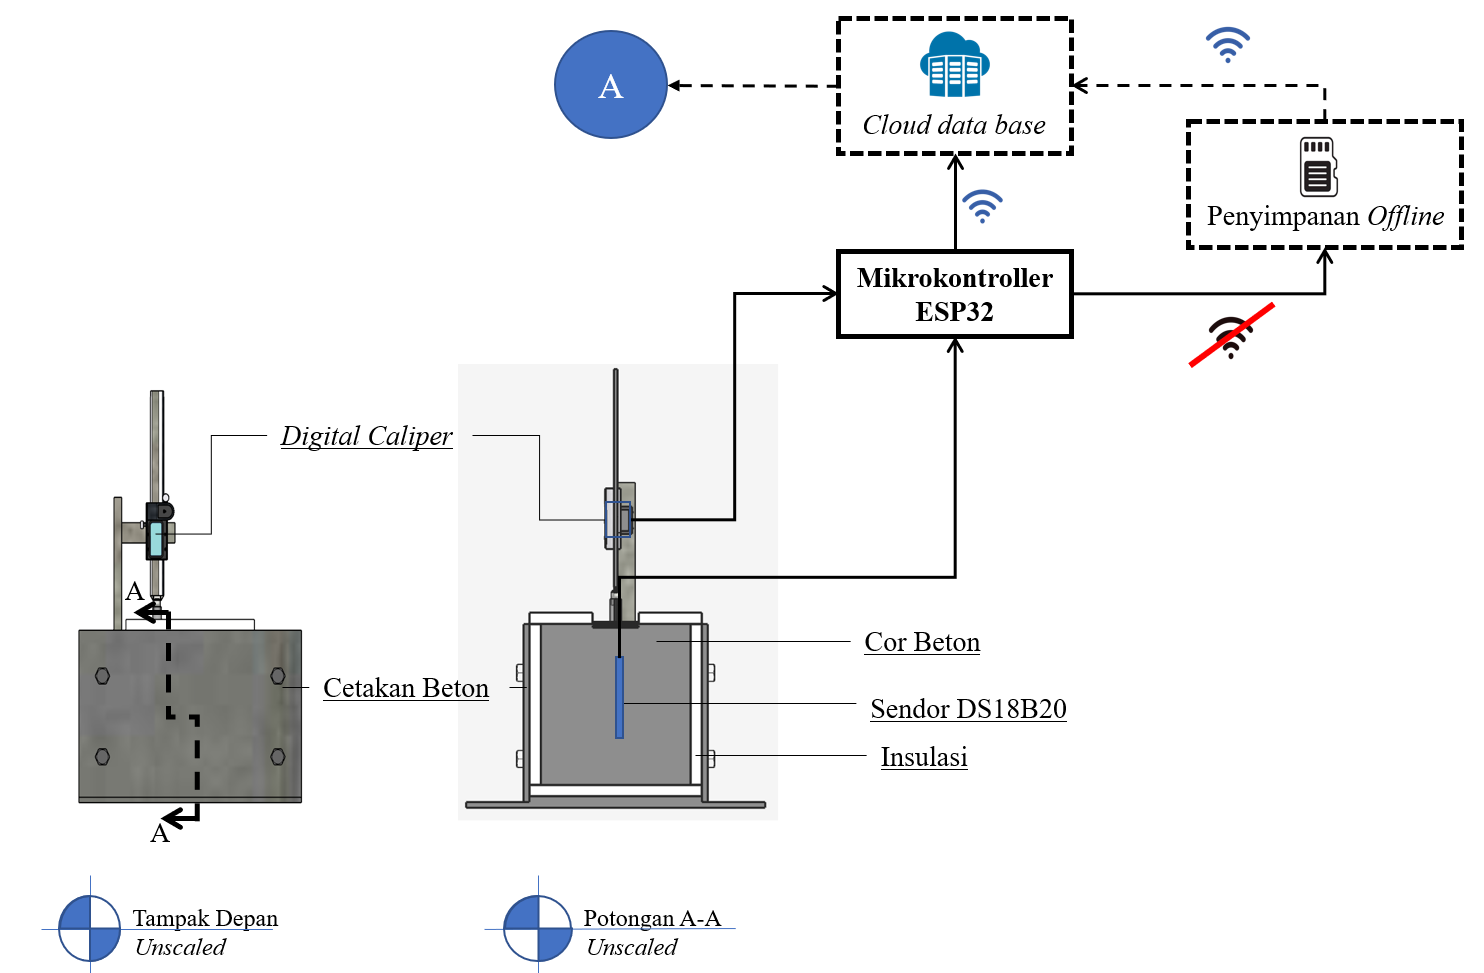 A
Cloud data base
Penyimpanan Offline
Mikrokontroller
ESP32
Digital Caliper
A
Cor Beton
Cetakan Beton
Sendor DS18B20
Insulasi
A
Tampak Depan
Unscaled
Potongan A-A
Unscaled